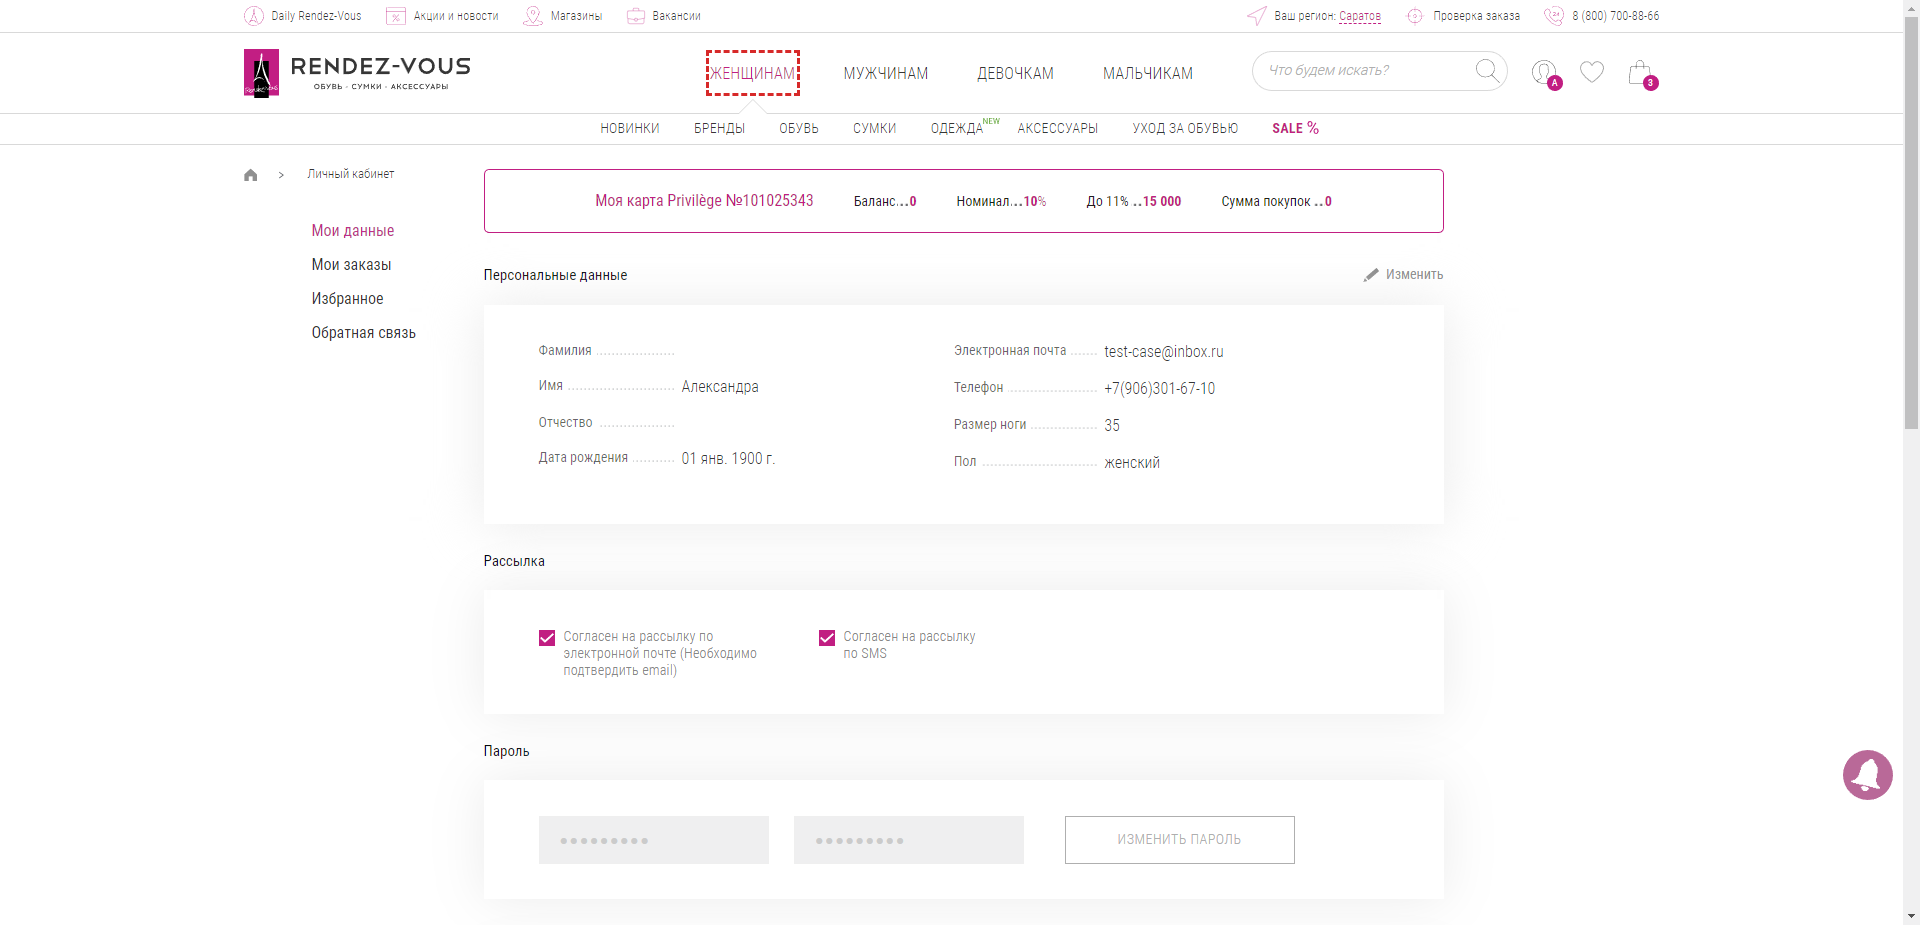 Daily Rendez-Vous Акции и новости Магазины Вакансии Ваш регион: Саратов Проверка заказа 8 (800) 700-88-66
RENDEZ-VOUS
ОБУВЬ · СУМКИ · АКСЕССУАРЫ
ЖЕНЩИНАМ МУЖЧИНАМ ДЕВОЧКАМ МАЛЬЧИКАМ Что будем искать? A 3
НОВИНКИ БРЕНДЫ ОБУВЬ СУМКИ ОДЕЖДА NEW АКСЕССУАРЫ УХОД ЗА ОБУВЬЮ SALE %
> Личный кабинет
Мои данные
Мои заказы
Избранное
Обратная связь
Моя карта Privilège №101025343 Баланс...0 Номинал...10% До 11% ..15 000 Сумма покупок ..0
Персональные данные Изменить
Фамилия
Имя Александра
Отчество
Дата рождения 01 янв. 1900 г.
Электронная почта test-case@inbox.ru
Телефон +7(906)301-67-10
Размер ноги 35
Пол женский
Рассылка
Согласен на рассылку по
электронной почте (Необходимо
подтвердить email)
Согласен на рассылку
по SMS
Пароль
ИЗМЕНИТЬ ПАРОЛЬ